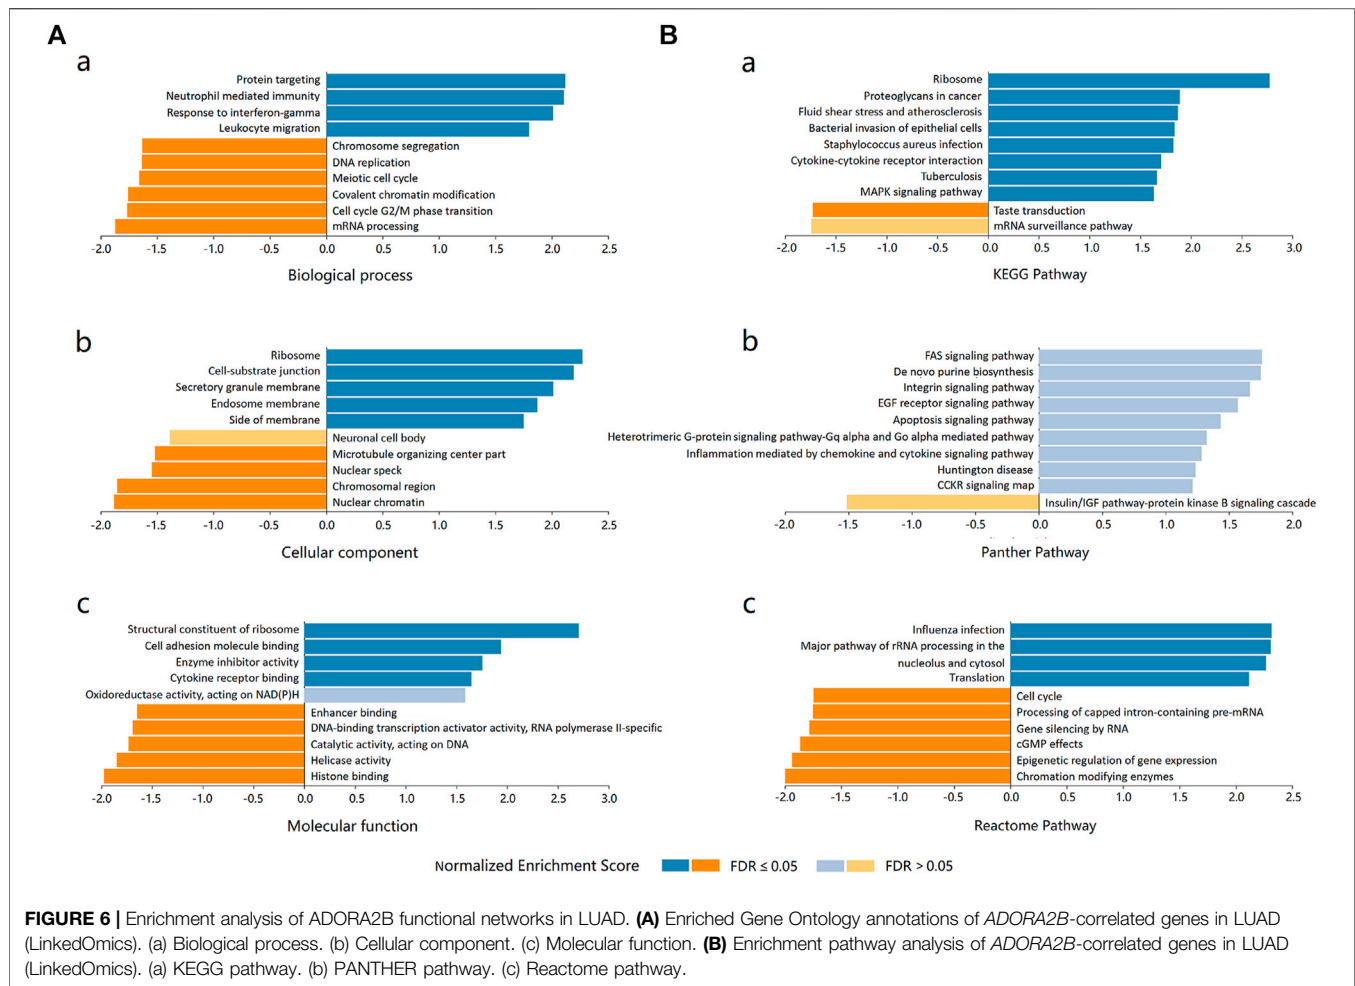 A
a
Protein targeting
Neutrophil mediated immunity
Response to interferon-gamma
Leukocyte migration
Chromosome segregation
DNA replication
Meiotic cell cycle
Covalent chromatin modification
Cell cycle G2/M phase transition
mRNA processing
-2.0 -1.5 -1.0 -0.5 0.0 0.5 1.0 1.5 2.0 2.5
Biological process
b
Ribosome
Cell-substrate junction
Secretory granule membrane
Endosome membrane
Side of membrane
Neuronal cell body
Microtubule organizing center part
Nuclear speck
Chromosomal region
Nuclear chromatin
-2.0 -1.5 -1.0 -0.5 0.0 0.5 1.0 1.5 2.0 2.5
Cellular component
c
Structural constituent of ribosome
Cell adhesion molecule binding
Enzyme inhibitor activity
Cytokine receptor binding
Oxidoreductase activity, acting on NAD(P)H
Enhancer binding
DNA-binding transcription activator activity, RNA polymerase II-specific
Catalytic activity, acting on DNA
Helicase activity
Histone binding
-2.0 -1.5 -1.0 -0.5 0.0 0.5 1.0 1.5 2.0 2.5 3.0
Molecular function
B
a
Ribosome
Proteoglycans in cancer
Fluid shear stress and atherosclerosis
Bacterial invasion of epithelial cells
Staphylococcus aureus infection
Cytokine-cytokine receptor interaction
Tuberculosis
MAPK signaling pathway
Taste transduction
mRNA surveillance pathway
-2.0 -1.5 -1.0 -0.5 0.0 0.5 1.0 1.5 2.0 2.5 3.0
KEGG Pathway
b
FAS signaling pathway
De novo purine biosynthesis
Integrin signaling pathway
EGF receptor signaling pathway
Apoptosis signaling pathway
Heterotrimeric G-protein signaling pathway-Gq alpha and Go alpha mediated pathway
Inflammation mediated by chemokine and cytokine signaling pathway
Huntington disease
CCKR signaling map
Insulin/IGF pathway-protein kinase B signaling cascade
-2.0 -1.5 -1.0 -0.5 0.0 0.5 1.0 1.5 2.0
Panther Pathway
c
Influenza infection
Major pathway of rRNA processing in the
nucleolus and cytosol
Translation
Cell cycle
Processing of capped intron-containing pre-mRNA
Gene silencing by RNA
cGMP effects
Epigenetic regulation of gene expression
Chromation modifying enzymes
-2.0 -1.5 -1.0 -0.5 0.0 0.5 1.0 1.5 2.0 2.5
Reactome Pathway
Normalized Enrichment Score FDR ≤ 0.05 FDR > 0.05
FIGURE 6 | Enrichment analysis of ADORA2B functional networks in LUAD. (A) Enriched Gene Ontology annotations of ADORA2B-correlated genes in LUAD
(LinkedOmics). (a) Biological process. (b) Cellular component. (c) Molecular function. (B) Enrichment pathway analysis of ADORA2B-correlated genes in LUAD
(LinkedOmics). (a) KEGG pathway. (b) PANTHER pathway. (c) Reactome pathway.